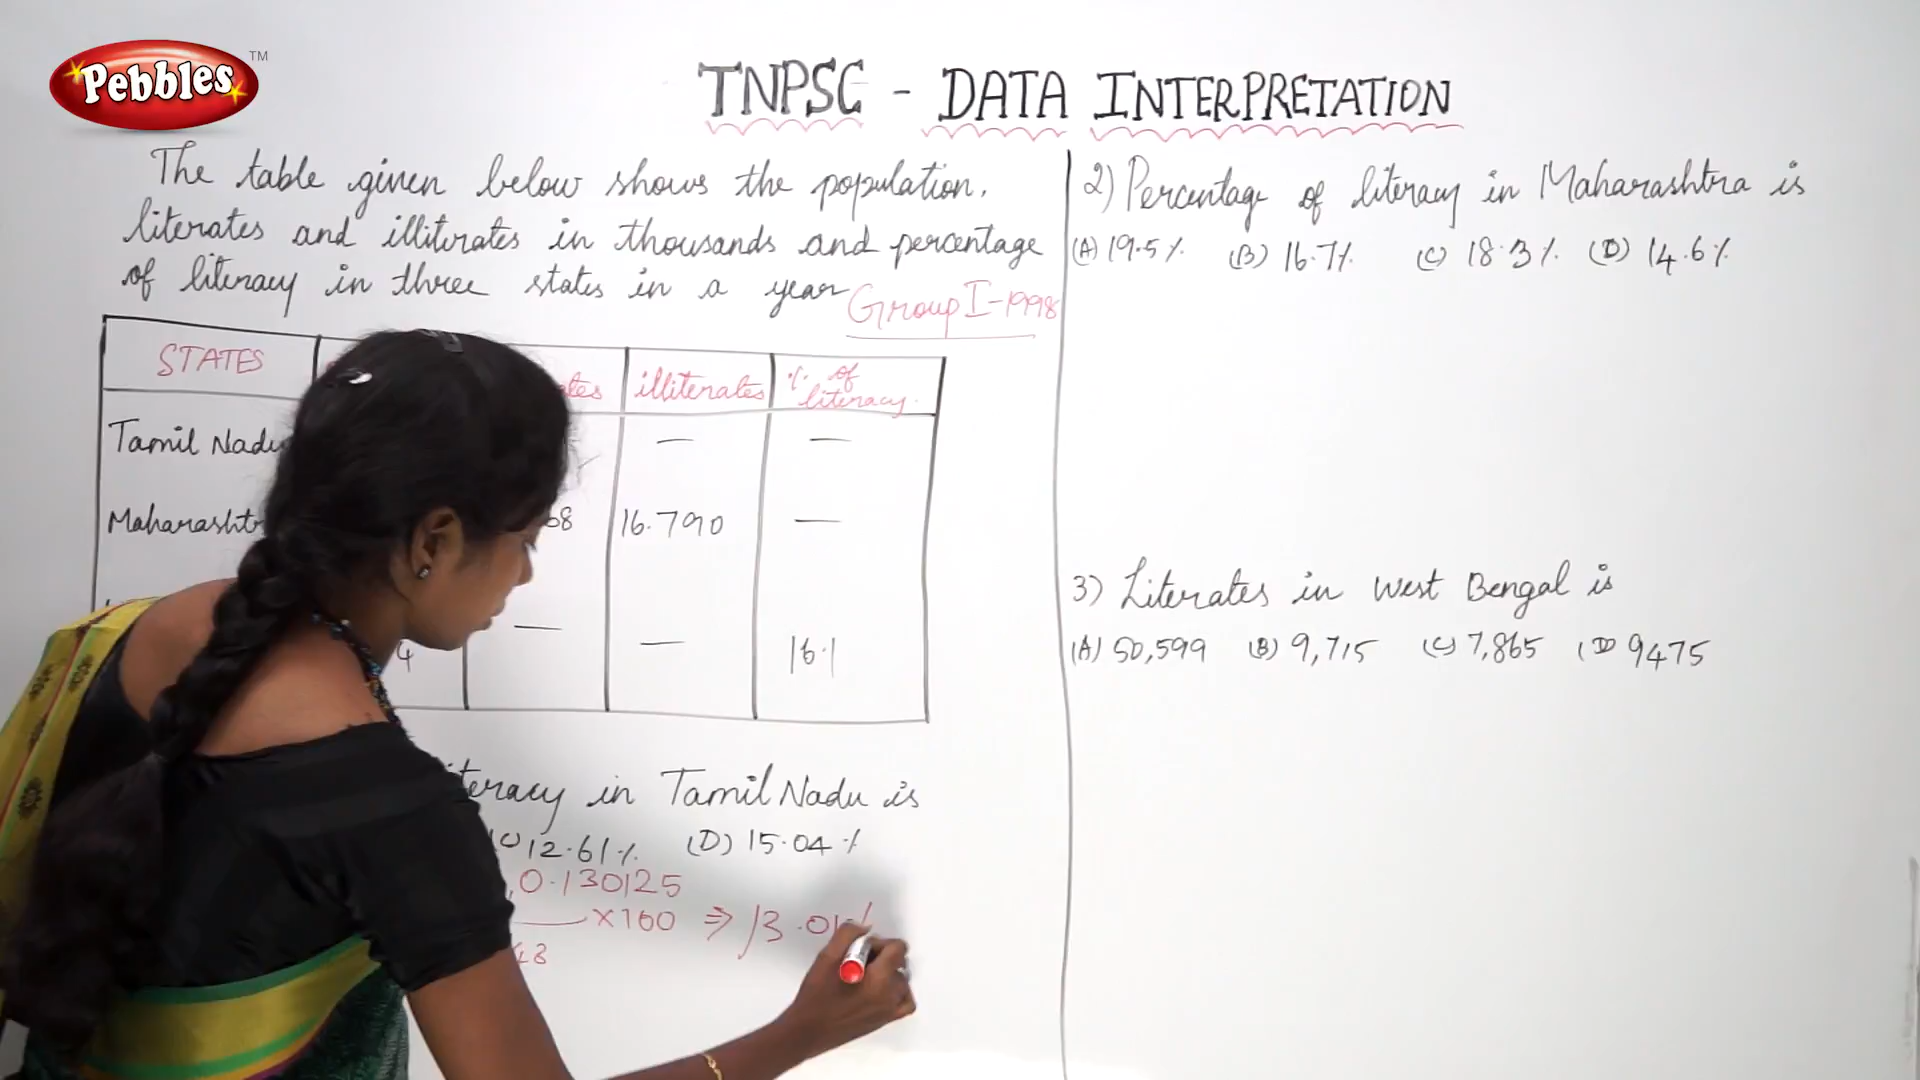 Pebbles™
TNPSC - DATA INTERPRETATION
The table given below shows the population,
literates and illiterates in thousands and percentage
of literacy in three states in a year
Group I-1998
STATES illiterates % of literacy
Tamil Nadu — —
16.790 —
— — 16.1
in Tamil Nadu is
12.61% (D) 15.04%
0.130125
×100 ⇒ 13.01%
2) Percentage of literacy in Maharashtra is
(A) 19.5% (B) 16.7% (C) 18.3% (D) 14.6%
3) Literates in West Bengal is
(A) 50,599 (B) 9,715 (C) 7,865 (D) 9475